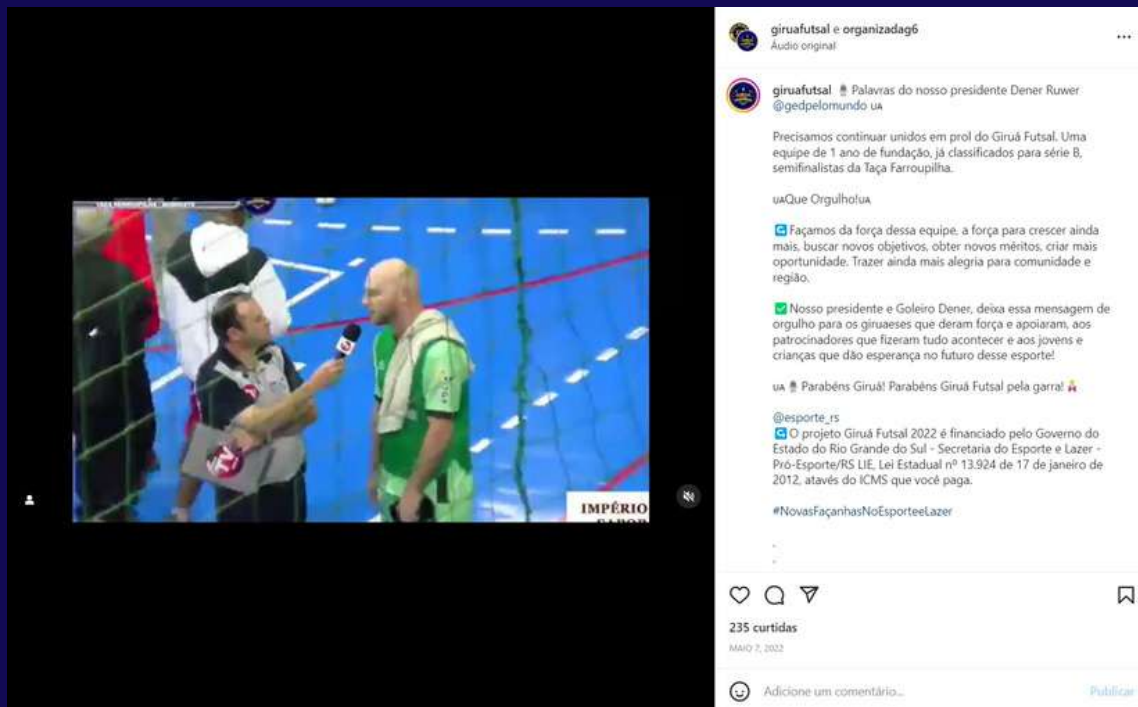 giruafutsal e organizadag6
Áudio original
...
giruafutsal Palavras do nosso presidente Dener Ruwer
@gedpelomundo UA
Precisamos continuar unidos em prol do Giruá Futsal. Uma
equipe de 1 ano de fundação, já classificados para série B,
semifinalistas da Taça Farroupilha.
UAQue Orgulho!UA
Façamos da força dessa equipe, a força para crescer ainda
mais, buscar novos objetivos, obter novos méritos, criar mais
oportunidade. Trazer ainda mais alegria para comunidade e
região.
Nosso presidente e Goleiro Dener, deixa essa mensagem de
orgulho para os giruaeses que deram força e apoiaram, aos
patrocinadores que fizeram tudo acontecer e aos jovens e
crianças que dão esperança no futuro desse esporte!
UA Parabéns Giruá! Parabéns Giruá Futsal pela garra!
@esporte_rs
O projeto Giruá Futsal 2022 é financiado pelo Governo do
Estado do Rio Grande do Sul - Secretaria do Esporte e Lazer -
Pró-Esporte/RS LIE, Lei Estadual nº 13.924 de 17 de janeiro de
2012, atavés do ICMS que você paga.
#NovasFaçanhasNoEsporteeLazer
.
.
235 curtidas
MAIO 7, 2022
Adicione um comentário...
Publicar
TV
IMPÉRIO